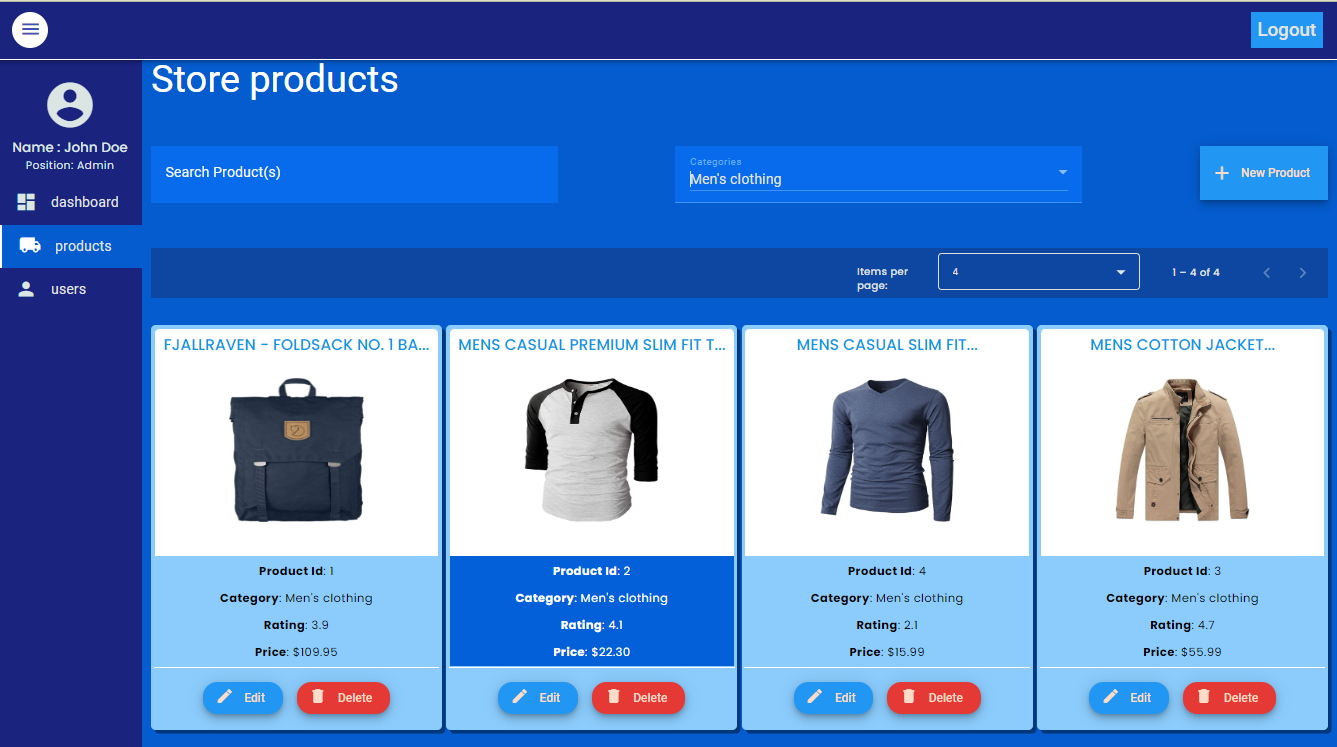 Logout
Name : John Doe
Position: Admin
dashboard
products
users
Store products
Search Product(s)
Categories
Men's clothing
New Product
Items per
page:
4
1 – 4 of 4
FJALLRAVEN - FOLDSACK NO. 1 BA...
Product Id: 1
Category: Men's clothing
Rating: 3.9
Price: $109.95
Edit
Delete
MENS CASUAL PREMIUM SLIM FIT T...
Product Id: 2
Category: Men's clothing
Rating: 4.1
Price: $22.30
Edit
Delete
MENS CASUAL SLIM FIT...
Product Id: 4
Category: Men's clothing
Rating: 2.1
Price: $15.99
Edit
Delete
MENS COTTON JACKET...
Product Id: 3
Category: Men's clothing
Rating: 4.7
Price: $55.99
Edit
Delete